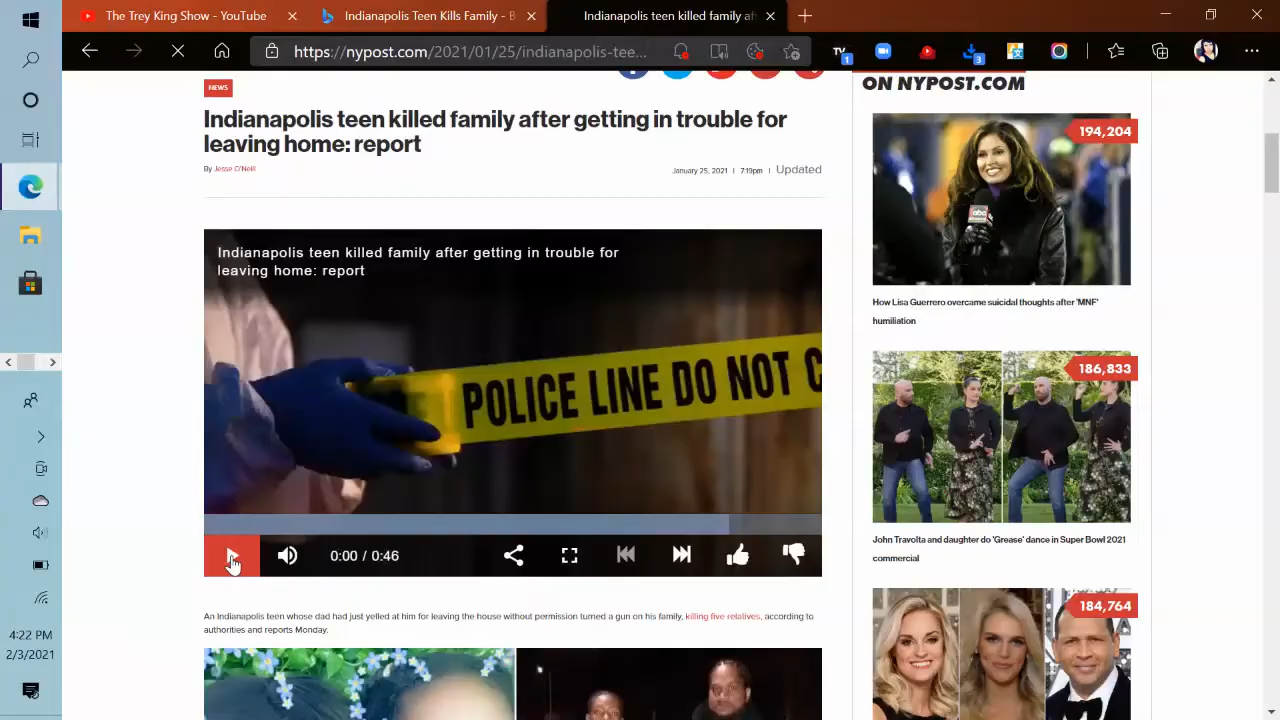 The Trey King Show - YouTube
Indianapolis Teen Kills Family - B
Indianapolis teen killed family af
https://nypost.com/2021/01/25/indianapolis-tee...
TV
1
3
NEWS
Indianapolis teen killed family after getting in trouble for
leaving home: report
By Jesse O'Neill
January 25, 2021 | 7:19pm | Updated
Indianapolis teen killed family after getting in trouble for
leaving home: report
POLICE LINE DO NOT C
0:00 / 0:46
An Indianapolis teen whose dad had just yelled at him for leaving the house without permission turned a gun on his family, killing five relatives, according to
authorities and reports Monday.
ON NYPOST.COM
194,204
abc
How Lisa Guerrero overcame suicidal thoughts after 'MNF'
humiliation
186,833
John Travolta and daughter do 'Grease' dance in Super Bowl 2021
commercial
184,764
4:22 PM
2/3/2021